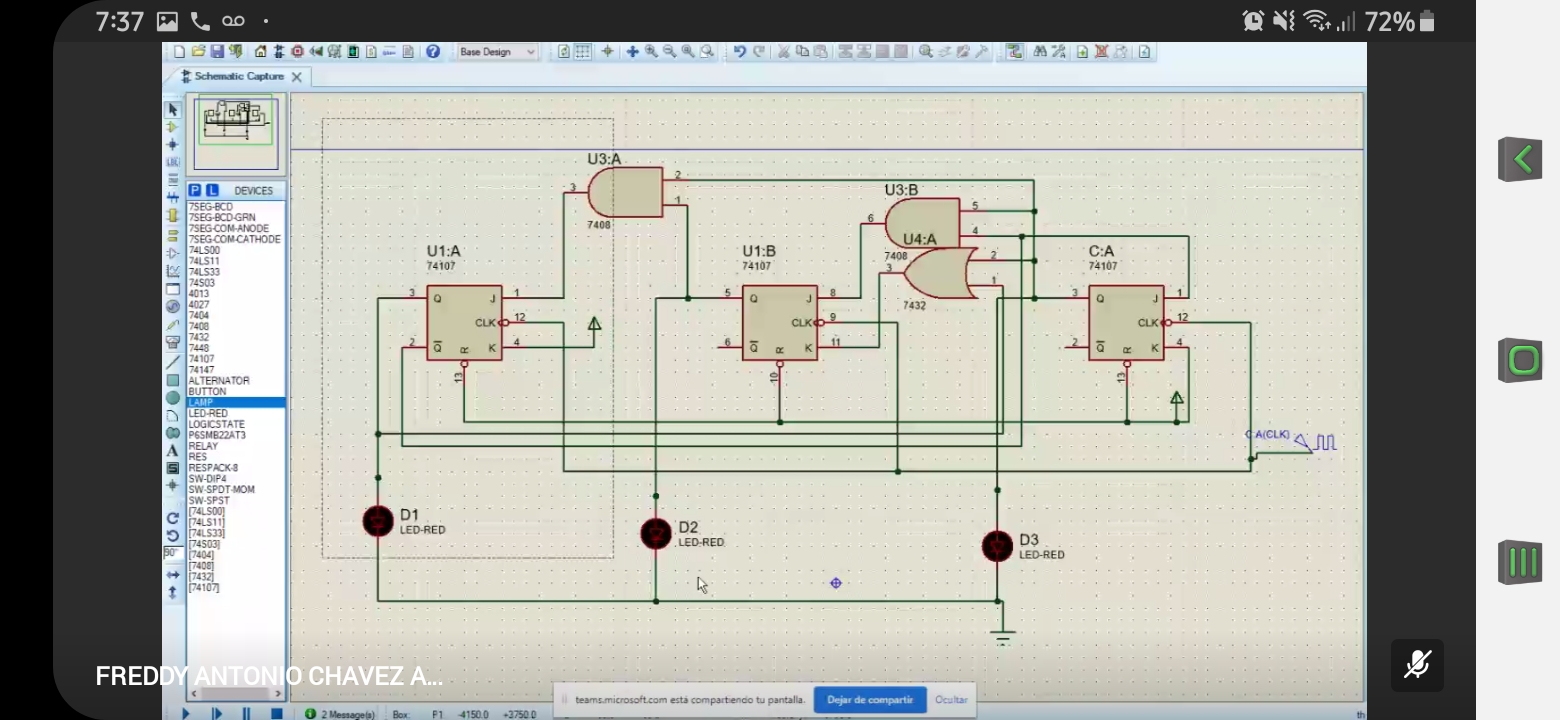 7:37
72%
Base Design
Schematic Capture
P L DEVICES
7SEG-BCD
7SEG-BCD-GRN
7SEG-COM-ANODE
7SEG-COM-CATHODE
74LS00
74LS11
74LS33
74S03
4013
4027
7404
7408
7432
7448
74107
74147
ALTERNATOR
BUTTON
LAMP
LED-RED
LOGICSTATE
P6SMB22AT3
RELAY
RES
RESPACK-8
SW-DIP4
SW-SPDT-MOM
SW-SPST
[74LS00]
[74LS11]
[74LS33]
[74S03]
[7404]
[7408]
[7432]
[74107]
U3:A
3 2
1
7408
U3:B
6 5
4
7408
U4:A
3 2
1
7432
U1:A
74107
3 Q J 1
CLK 12
2 Q R K 4
13
U1:B
74107
5 Q J 8
CLK 9
6 Q R K 11
10
C:A
74107
3 Q J 1
CLK 12
2 Q R K 4
13
C:A(CLK)
D1
LED-RED
D2
LED-RED
D3
LED-RED
FREDDY ANTONIO CHAVEZ A...
teams.microsoft.com está compartiendo tu pantalla.
Dejar de compartir
Ocultar
2 Message(s)
Box:
P1
-4150.0
+3750.0
th